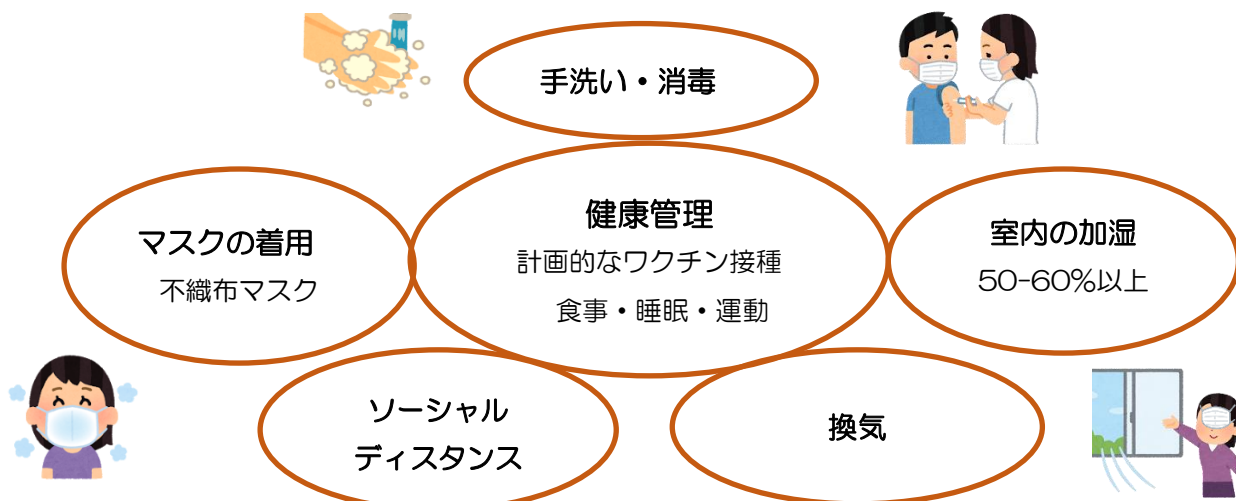 手洗い・消毒
健康管理
計画的なワクチン接種
食事・睡眠・運動
マスクの着用
不織布マスク
室内の加湿
50-60%以上
ソーシャル
ディスタンス
換気